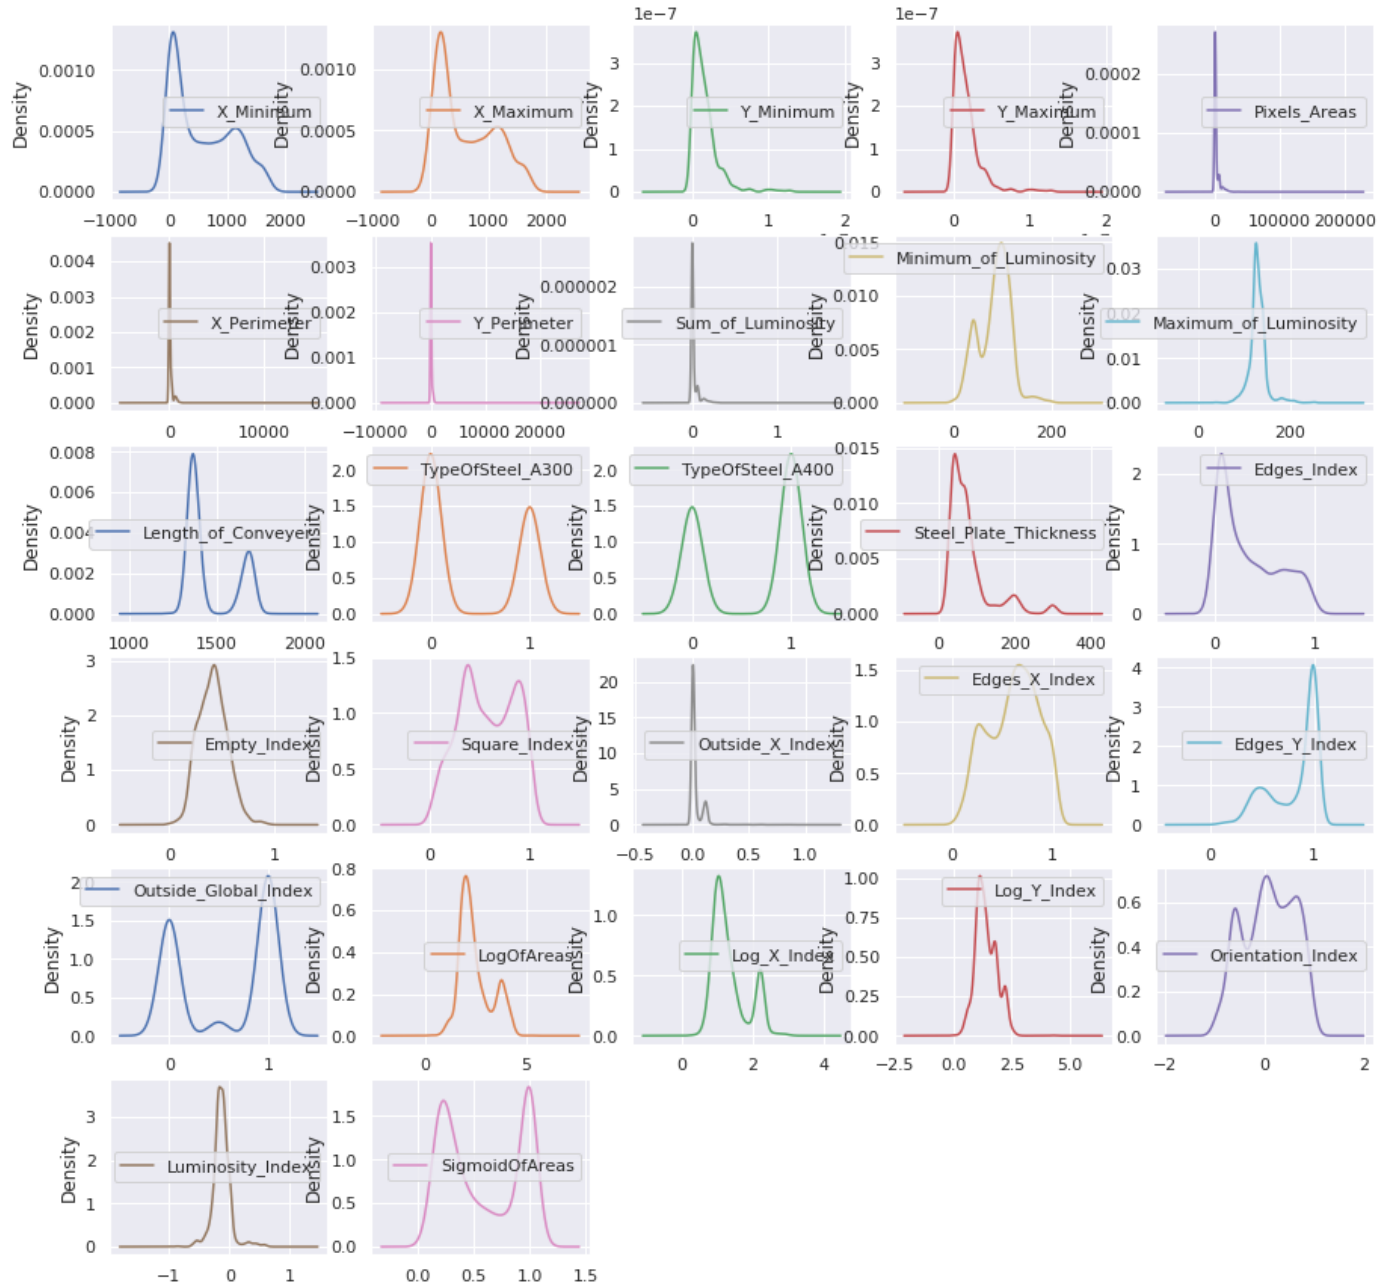 1e−7 1e−7
Density 0.0010 0.0005 0.0000 X_Minimum −1000 0 1000 2000
Density 0.0010 0.0005 0.0000 X_Maximum −1000 0 1000 2000
Density 3 2 1 0 Y_Minimum 0 1 2
Density 3 2 1 0 Y_Maximum 0 1 2
Density 0.0002 0.0001 0.0000 Pixels_Areas 0 100000 200000
Density 0.004 0.003 0.002 0.001 0.000 X_Perimeter 0 10000
Density 0.003 0.002 0.001 0.000 Y_Perimeter −10000 0 10000 20000
Density 0.000002 0.000001 0.000000 Sum_of_Luminosity 0 1
Density 0.015 0.010 0.005 0.000 Minimum_of_Luminosity 0 200
Density 0.03 0.02 0.01 0.00 Maximum_of_Luminosity 0 200
Density 0.008 0.006 0.004 0.002 0.000 Length_of_Conveyer 1000 1500 2000
Density 2.0 1.5 1.0 0.5 0.0 TypeOfSteel_A300 0 1
Density 2.0 1.5 1.0 0.5 0.0 TypeOfSteel_A400 0 1
Density 0.015 0.010 0.005 0.000 Steel_Plate_Thickness 0 200 400
Density 2 1 0 Edges_Index 0 1
Density 3 2 1 0 Empty_Index 0 1
Density 1.5 1.0 0.5 0.0 Square_Index 0 1
Density 20 15 10 5 0 Outside_X_Index −0.5 0.0 0.5 1.0
Density 1.5 1.0 0.5 0.0 Edges_X_Index 0 1
Density 4 3 2 1 0 Edges_Y_Index 0 1
Density 2.0 1.5 1.0 0.5 0.0 Outside_Global_Index 0 1
Density 0.8 0.6 0.4 0.2 0.0 LogOfAreas 0 5
Density 1.0 0.5 0.0 Log_X_Index 0 2 4
Density 1.00 0.75 0.50 0.25 0.00 Log_Y_Index −2.5 0.0 2.5 5.0
Density 0.6 0.4 0.2 0.0 Orientation_Index −2 0 2
Density 3 2 1 0 Luminosity_Index −1 0 1
Density 1.5 1.0 0.5 0.0 SigmoidOfAreas 0.0 0.5 1.0 1.5